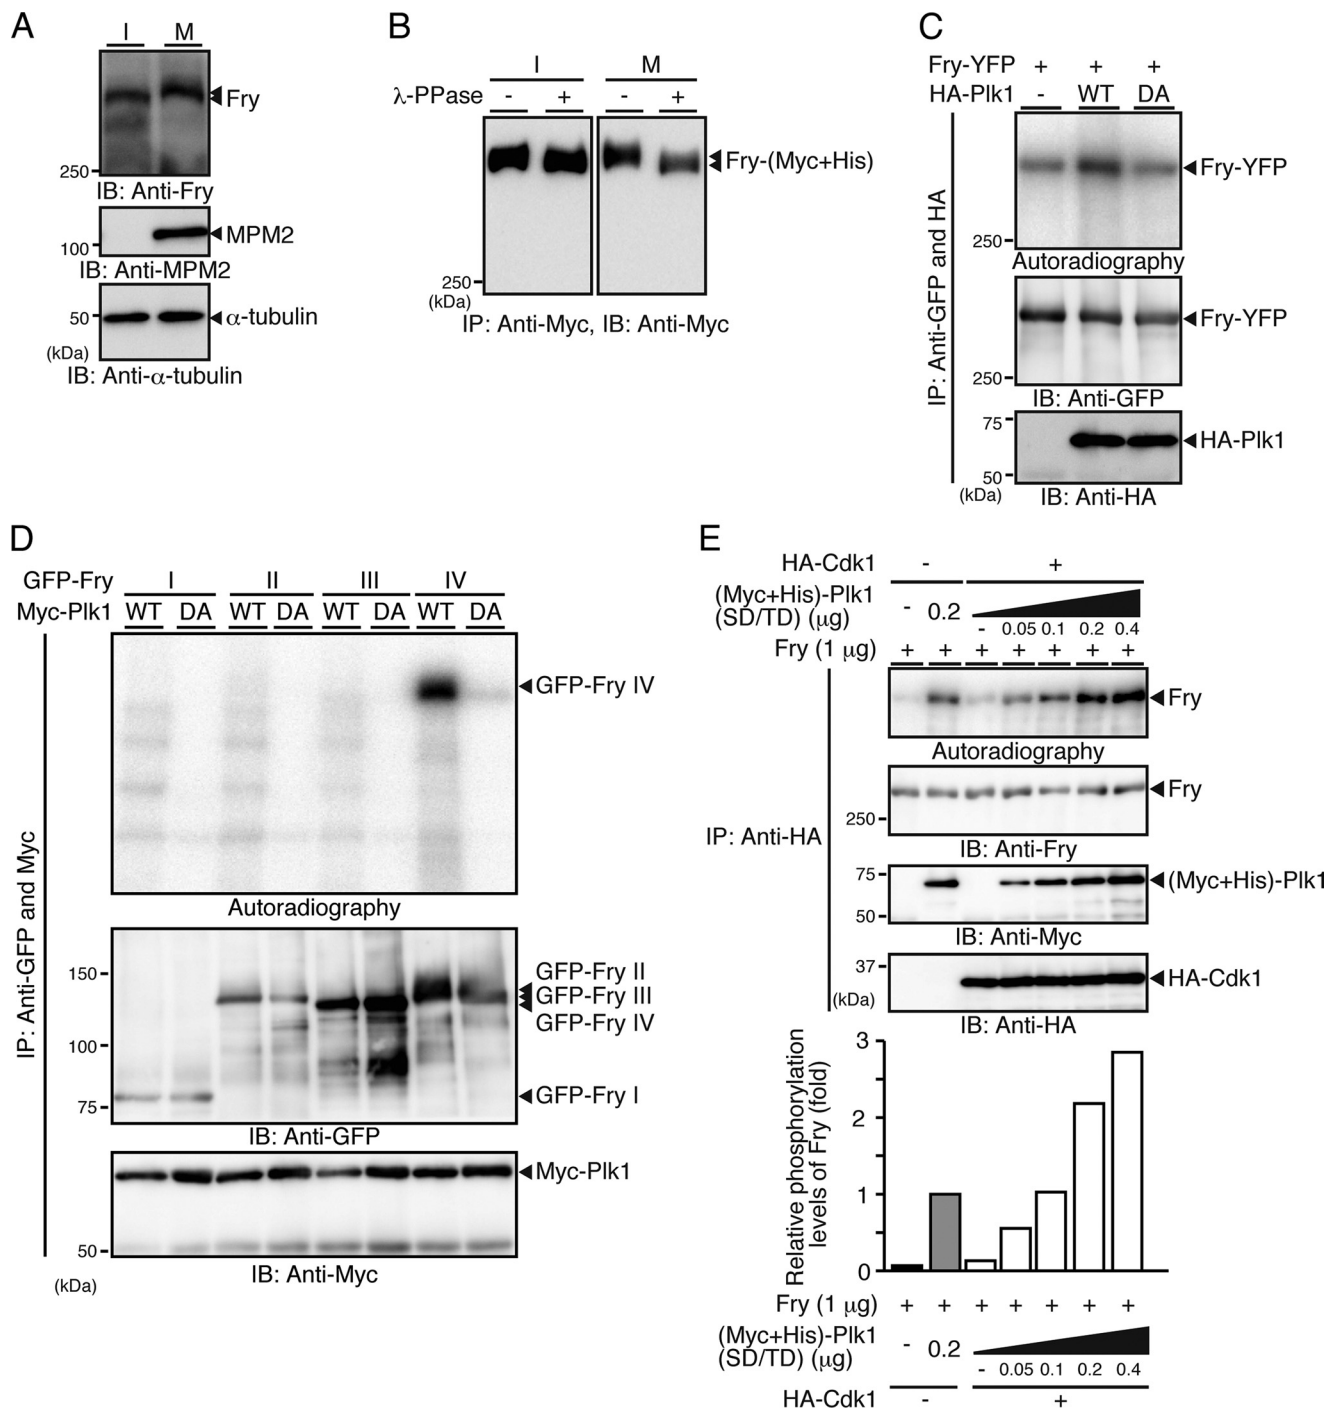 A
I M
Fry
250
IB: Anti-Fry
100
MPM2
IB: Anti-MPM2
50
α-tubulin
(kDa)
IB: Anti-α-tubulin
B
I M
λ-PPase - + - +
Fry-(Myc+His)
250
(kDa)
IP: Anti-Myc, IB: Anti-Myc
C
Fry-YFP + + +
HA-Plk1 - WT DA
IP: Anti-GFP and HA
Fry-YFP
250
Autoradiography
Fry-YFP
250
IB: Anti-GFP
75
HA-Plk1
50
(kDa)
IB: Anti-HA
D
GFP-Fry I II III IV
Myc-Plk1 WT DA WT DA WT DA WT DA
IP: Anti-GFP and Myc
GFP-Fry IV
Autoradiography
150
GFP-Fry II
GFP-Fry III
GFP-Fry IV
100
GFP-Fry I
75
IB: Anti-GFP
Myc-Plk1
50
IB: Anti-Myc
(kDa)
E
HA-Cdk1 - +
(Myc+His)-Plk1
(SD/TD) (μg) - 0.2 - 0.05 0.1 0.2 0.4
Fry (1 μg) + + + + + + +
IP: Anti-HA
Fry
Autoradiography
Fry
250
IB: Anti-Fry
75
(Myc+His)-Plk1
50
IB: Anti-Myc
37
HA-Cdk1
(kDa)
IB: Anti-HA
Relative phosphorylation
levels of Fry (fold)
3
2
1
0
Fry (1 μg) + + + + + + +
(Myc+His)-Plk1
(SD/TD) (μg) - 0.2 - 0.05 0.1 0.2 0.4
HA-Cdk1 - +